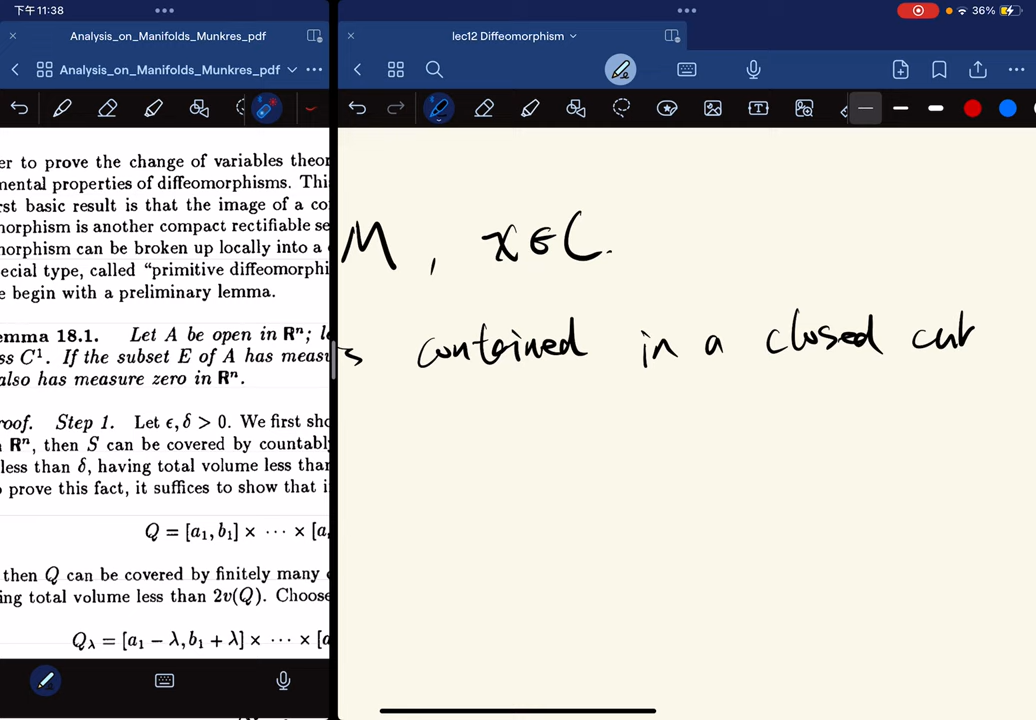 下午11:38
36%
Analysis_on_Manifolds_Munkres_pdf
lec12 Diffeomorphism
Analysis_on_Manifolds_Munkres_pdf
er to prove the change of variables theor
mental properties of diffeomorphisms. Thi
rst basic result is that the image of a co
morphism is another compact rectifiable se
morphism can be broken up locally into a
ecial type, called "primitive diffeomorphi
e begin with a preliminary lemma.
emma 18.1. Let A be open in Rⁿ; l
ss C¹. If the subset E of A has measu
also has measure zero in Rⁿ.
roof. Step 1. Let ϵ, δ > 0. We first sho
Rⁿ, then S can be covered by countabl
less than δ, having total volume less than
o prove this fact, it suffices to show that i
Q = [a₁, b₁] × ··· × [a
then Q can be covered by finitely many
ing total volume less than 2v(Q). Choose
Q_λ = [a₁ − λ, b₁ + λ] × ··· × [a
M, x∈C.
s contained in a closed cub